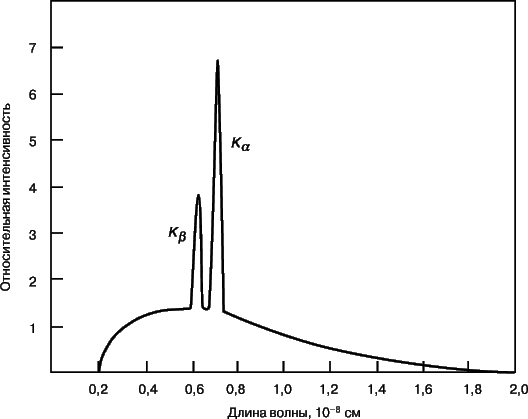 Относительная интенсивность
7
6
5
4
3
2
1
Kα
Kβ
0,2 0,4 0,6 0,8 1,0 1,2 1,4 1,6 1,8 2,0
Длина волны, 10⁻⁸ см